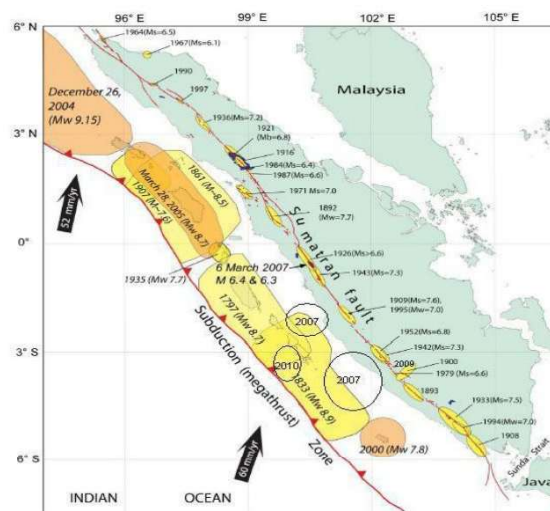 96° E
99° E
102° E
105° E
6° N
1964(Ms=6.5)
1967(Ms=6.1)
1990
1997
Malaysia
December 26,
2004
(Mw 9.15)
1936(Ms=7.2)
1921
(Mb=6.8)
1916
1984(Ms=6.4)
1987(Ms=6.6)
3°N
1861 (M~8.5)
March 28, 2005 (Mw 8.7)
1907 (M~7.6)
1971 Ms=7.0
1892
(Mw=7.7)
52 mm/yr
Sumatran fault
0°
1935 (Mw 7.7)
6 March 2007
M 6.4 & 6.3
1926(Ms>6.6)
1943(Ms=7.3)
1909(Ms=7.6),
1995(Mw=7.0)
1797 (Mw 8.7)
2007
1952(Ms=6.8)
1942(Ms=7.3)
3° S
2010
2007
2009
1900
1979 (Ms=6.6)
1833 (Mw 8.9)
1893
Subduction (megathrust)
Zone
1933(Ms=7.5)
1994(Mw=7.0)
1908
60 mm/yr
2000 (Mw 7.8)
6° S
Sunda Strait
INDIAN OCEAN
Java